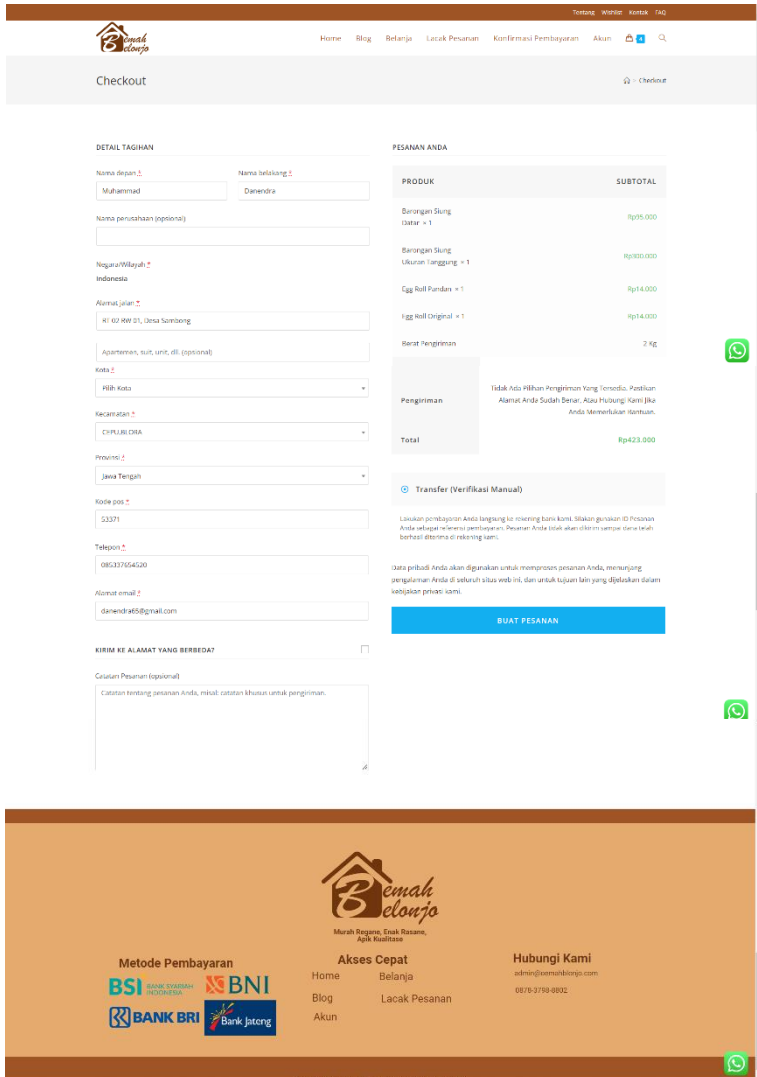 Tentang Wishlist Kontak FAQ
Bemah
Belonjo
Home Blog Belanja Lacak Pesanan Konfirmasi Pembayaran Akun 4
Checkout
> Checkout
DETAIL TAGIHAN
Nama depan *
Nama belakang *
Muhammad
Danendra
Nama perusahaan (opsional)
Negara/Wilayah *
Indonesia
Alamat jalan *
RT 02 RW 01, Desa Sambong
Apartemen, suit, unit, dll. (opsional)
Kota *
Pilih Kota
Kecamatan *
CEPU,BLORA
Provinsi *
Jawa Tengah
Kode pos *
53371
Telepon *
085337654520
Alamat email *
danendra65@gmail.com
KIRIM KE ALAMAT YANG BERBEDA?
Catatan Pesanan (opsional)
Catatan tentang pesanan Anda, misal: catatan khusus untuk pengiriman.
PESANAN ANDA
PRODUK SUBTOTAL
Barongan Siung
Datar × 1
Rp95.000
Barongan Siung
Ukuran Tanggung × 1
Rp300.000
Egg Roll Pandan × 1 Rp14.000
Egg Roll Original × 1 Rp14.000
Berat Pengiriman 2 Kg
Pengiriman
Tidak Ada Pilihan Pengiriman Yang Tersedia. Pastikan
Alamat Anda Sudah Benar, Atau Hubungi Kami Jika
Anda Memerlukan Bantuan.
Total Rp423.000
Transfer (Verifikasi Manual)
Lakukan pembayaran Anda langsung ke rekening bank kami. Silakan gunakan ID Pesanan
Anda sebagai referensi pembayaran. Pesanan Anda tidak akan dikirim sampai dana telah
berhasil diterima di rekening kami.
Data pribadi Anda akan digunakan untuk memproses pesanan Anda, menunjang
pengalaman Anda di seluruh situs web ini, dan untuk tujuan lain yang dijelaskan dalam
kebijakan privasi kami.
BUAT PESANAN
Bemah
Belonjo
Murah Regane, Enak Rasane,
Apik Kualitase
Metode Pembayaran
BSI BANK SYARIAH
INDONESIA
BNI
BANK BRI
Bank Jateng
Akses Cepat
Home Belanja
Blog Lacak Pesanan
Akun
Hubungi Kami
admin@oemahblonjo.com
0878-3798-8802